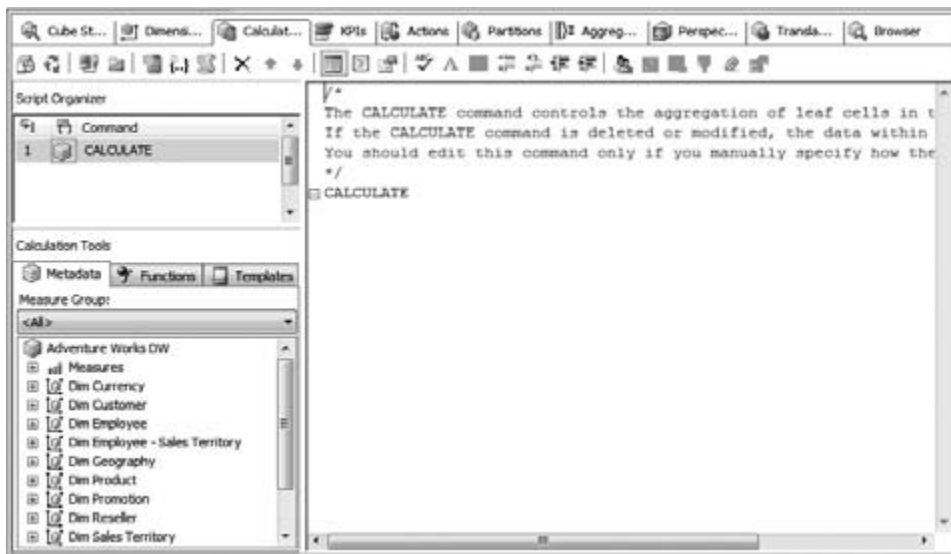 Cube St... Dimensi... Calculat... KPIs Actions Partitions Aggreg... Perspec... Transla... Browser
Script Organizer
Command
1 CALCULATE
/*
The CALCULATE command controls the aggregation of leaf cells in t
If the CALCULATE command is deleted or modified, the data within
You should edit this command only if you manually specify how the
*/
CALCULATE
Calculation Tools
Metadata Functions Templates
Measure Group:
<All>
Adventure Works DW
Measures
Dim Currency
Dim Customer
Dim Employee
Dim Employee - Sales Territory
Dim Geography
Dim Product
Dim Promotion
Dim Reseller
Dim Sales Territory